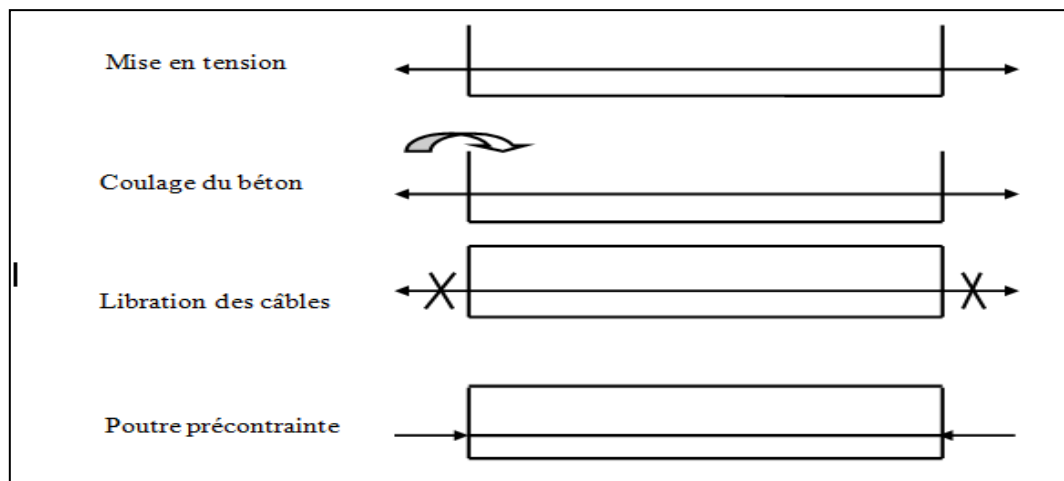 Mise en tension
Coulage du béton
Libration des câbles
Poutre précontrainte